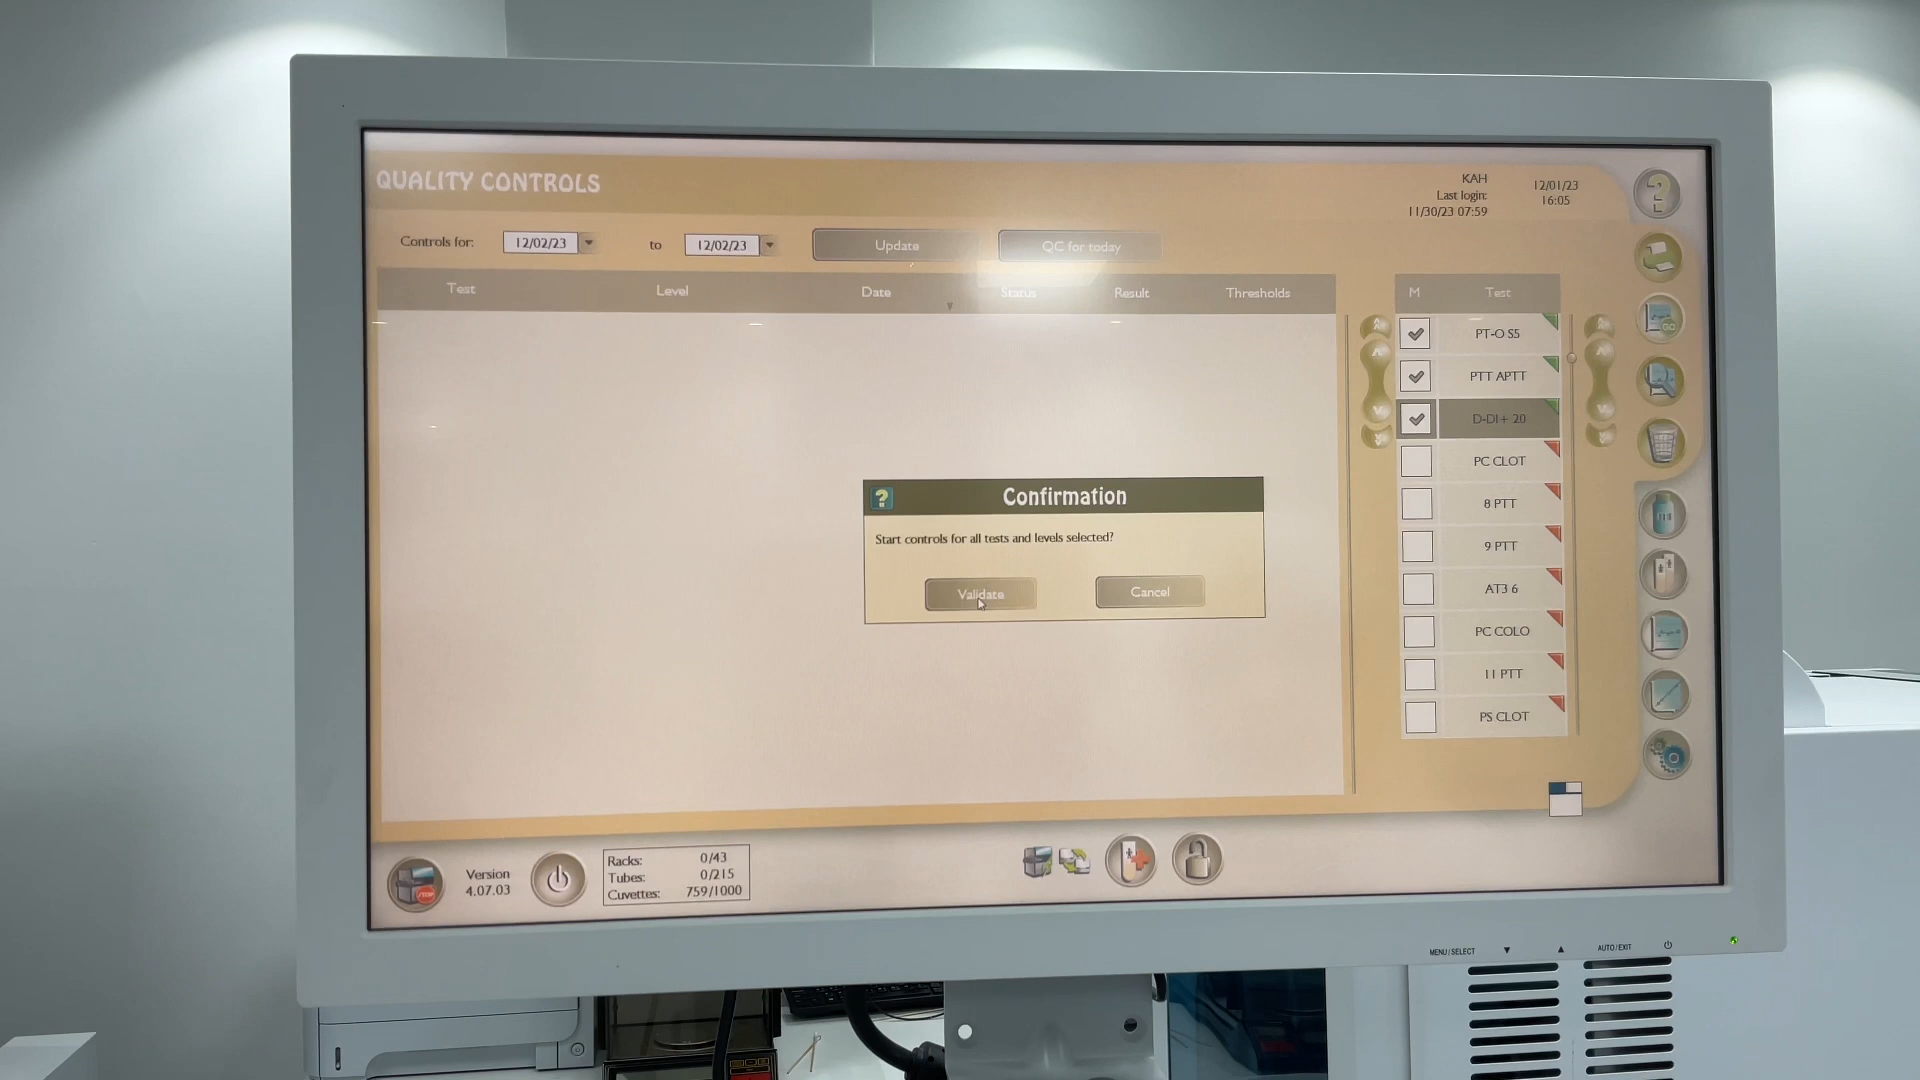 QUALITY CONTROLS
KAH
Last login:
11/30/23 07:59
12/01/23
16:05
Controls for:
12/02/23
to
12/02/23
Update
QC for today
Test Level Date Status Result Thresholds
M Test
PT-O S5
PTT APTT
D-DI+ 20
PC CLOT
8 PTT
9 PTT
AT3 6
PC COLO
11 PTT
PS CLOT
Confirmation
Start controls for all tests and levels selected?
Validate
Cancel
STOP
Version
4.07.03
Racks: 0/43
Tubes: 0/215
Cuvettes: 759/1000
MENU/SELECT ▼ ▲ AUTO/EXIT